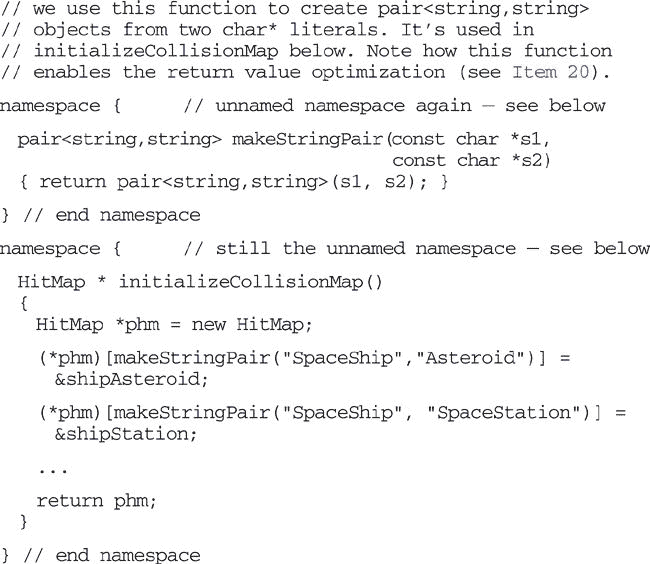 // we use this function to create pair<string,string>
// objects from two char* literals. It's used in
// initializeCollisionMap below. Note how this function
// enables the return value optimization (see Item 20).
namespace {      // unnamed namespace again — see below
  pair<string,string> makeStringPair(const char *s1,
                                     const char *s2)
  { return pair<string,string>(s1, s2); }
} // end namespace
namespace {      // still the unnamed namespace — see below
  HitMap * initializeCollisionMap()
  {
    HitMap *phm = new HitMap;
    (*phm)[makeStringPair("SpaceShip","Asteroid")] =
      &shipAsteroid;
    (*phm)[makeStringPair("SpaceShip", "SpaceStation")] =
      &shipStation;
    ...
    return phm;
  }
} // end namespace